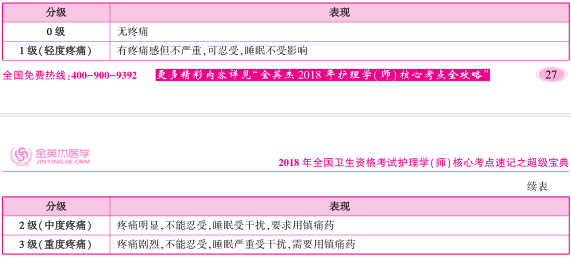 分级 表现
0 级 无疼痛
1 级(轻度疼痛) 有疼痛感但不严重,可忍受,睡眠不受影响
全国免费热线:400-900-9392 更多精彩内容详见“金英杰 2018 年护理学(师)核心考点全攻略” 27
金英杰医学
JINYINGJIE.COM
2018 年全国卫生资格考试护理学(师)核心考点速记之超级宝典
续表
分级 表现
2 级(中度疼痛) 疼痛明显,不能忍受,睡眠受干扰,要求用镇痛药
3 级(重度疼痛) 疼痛剧烈,不能忍受,睡眠严重受干扰,需要用镇痛药